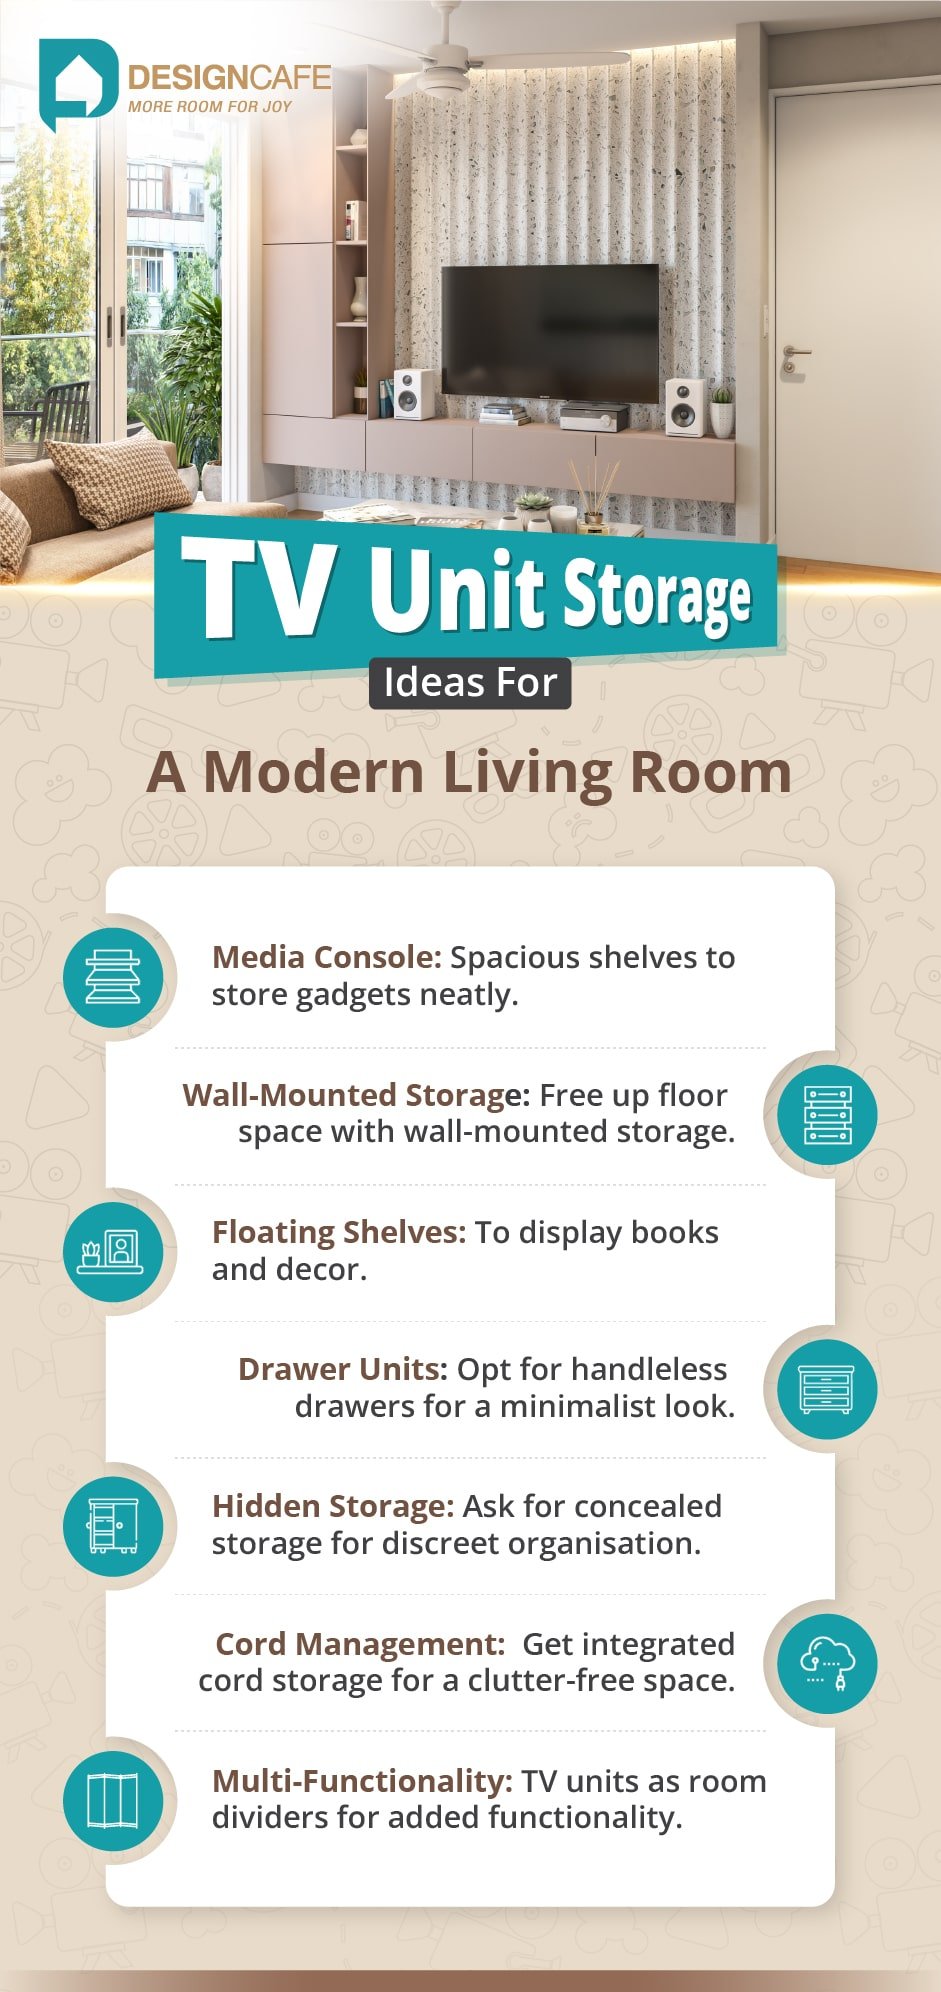 DESIGNCAFE
MORE ROOM FOR JOY
TV Unit Storage
Ideas For
A Modern Living Room
Media Console: Spacious shelves to
store gadgets neatly.
Wall-Mounted Storage: Free up floor
space with wall-mounted storage.
Floating Shelves: To display books
and decor.
Drawer Units: Opt for handleless
drawers for a minimalist look.
Hidden Storage: Ask for concealed
storage for discreet organisation.
Cord Management: Get integrated
cord storage for a clutter-free space.
Multi-Functionality: TV units as room
dividers for added functionality.